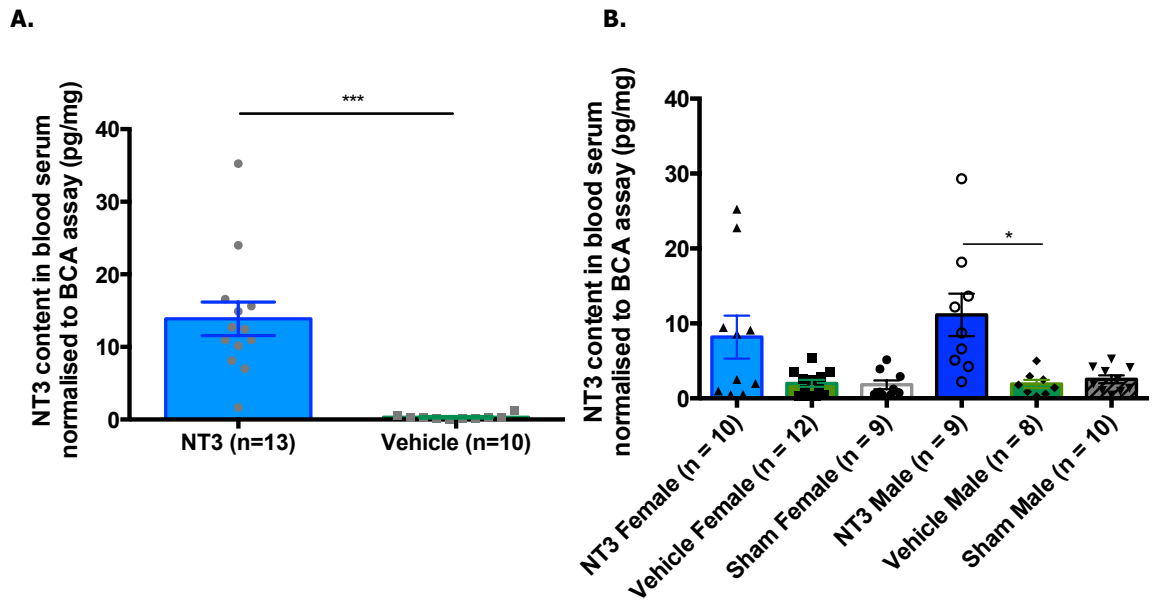 A.
NT3 content in blood serum
normalised to BCA assay (pg/mg)
40
30
20
10
0
***
NT3 (n=13)
Vehicle (n=10)
B.
NT3 content in blood serum
normalised to BCA assay (pg/mg)
40
30
20
10
0
*
NT3 Female (n = 10)
Vehicle Female (n = 12)
Sham Female (n = 9)
NT3 Male (n = 9)
Vehicle Male (n = 8)
Sham Male (n = 10)